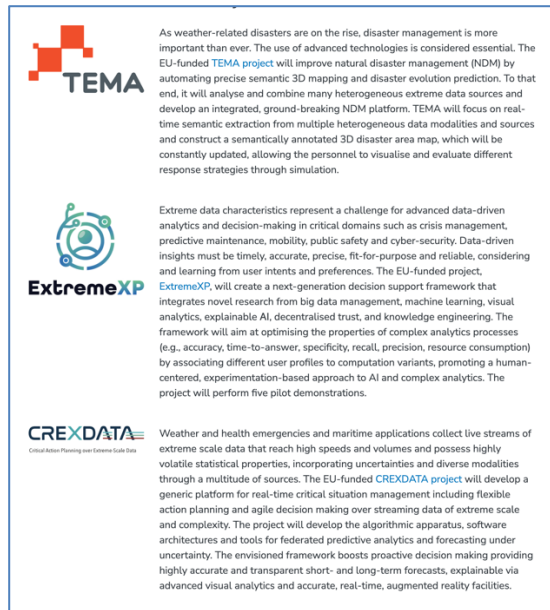 As weather-related disasters are on the rise, disaster management is more
important than ever. The use of advanced technologies is considered essential. The
EU-funded TEMA project will improve natural disaster management (NDM) by
automating precise semantic 3D mapping and disaster evolution prediction. To that
end, it will analyse and combine many heterogeneous extreme data sources and
develop an integrated, ground-breaking NDM platform. TEMA will focus on real-
time semantic extraction from multiple heterogeneous data modalities and sources
and construct a semantically annotated 3D disaster area map, which will be
constantly updated, allowing the personnel to visualise and evaluate different
response strategies through simulation.
TEMA
Extreme data characteristics represent a challenge for advanced data-driven
analytics and decision-making in critical domains such as crisis management,
predictive maintenance, mobility, public safety and cyber-security. Data-driven
insights must be timely, accurate, precise, fit-for-purpose and reliable, considering
and learning from user intents and preferences. The EU-funded project,
ExtremeXP, will create a next-generation decision support framework that
integrates novel research from big data management, machine learning, visual
analytics, explainable AI, decentralised trust, and knowledge engineering. The
framework will aim at optimising the properties of complex analytics processes
(e.g., accuracy, time-to-answer, specificity, recall, precision, resource consumption)
by associating different user profiles to computation variants, promoting a human-
centered, experimentation-based approach to AI and complex analytics. The
project will perform five pilot demonstrations.
ExtremeXP
CREXDATA
Critical Action Planning over Extreme Scale Data
Weather and health emergencies and maritime applications collect live streams of
extreme scale data that reach high speeds and volumes and possess highly
volatile statistical properties, incorporating uncertainties and diverse modalities
through a multitude of sources. The EU-funded CREXDATA project will develop a
generic platform for real-time critical situation management including flexible
action planning and agile decision making over streaming data of extreme scale
and complexity. The project will develop the algorithmic apparatus, software
architectures and tools for federated predictive analytics and forecasting under
uncertainty. The envisioned framework boosts proactive decision making providing
highly accurate and transparent short- and long-term forecasts, explainable via
advanced visual analytics and accurate, real-time, augmented reality facilities.